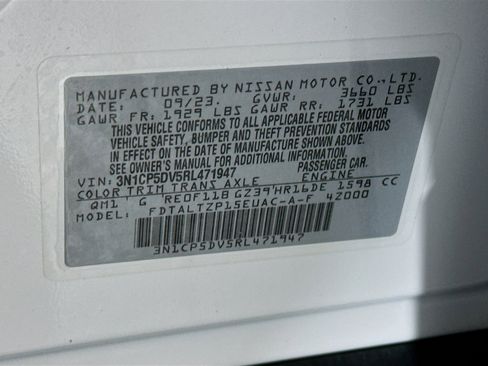 MANUFACTURED BY NISSAN MOTOR CO.,LTD.
DATE: 09/23. GVWR: 3660 LBS
GAWR FR: 1929 LBS GAWR RR: 1731 LBS
THIS VEHICLE CONFORMS TO ALL APPLICABLE FEDERAL MOTOR
VEHICLE SAFETY, BUMPER AND THEFT PREVENTION STANDARDS
IN EFFECT ON THE DATE OF MANUFACTURE SHOWN ABOVE.
SEE OWNER'S MANUAL FOR ADDITIONAL INFORMATION.
VIN: 3N1CP5DV5RL471947 PASSENGER CAR
COLOR TRIM TRANS AXLE ENGINE
QM1 G RE0F11B GZ39 HR16DE 1598 CC
MODEL: FDTALTZP15EUAC-A-F 42000
3N1CP5DV5RL471947